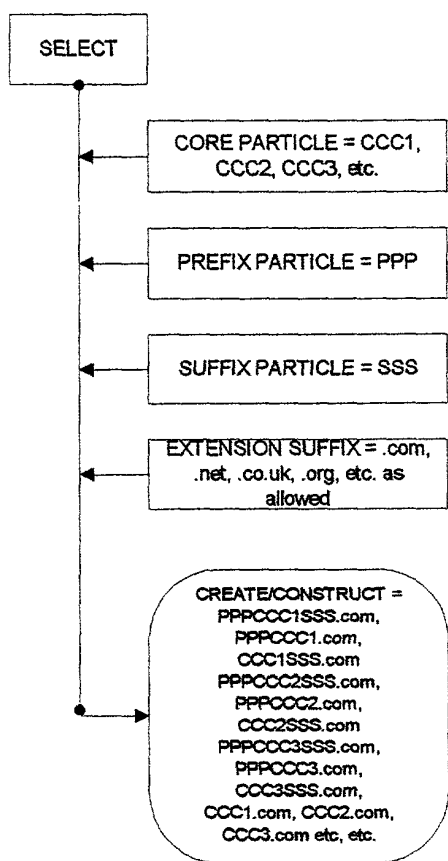 SELECT
CORE PARTICLE = CCC1,
CCC2, CCC3, etc.
PREFIX PARTICLE = PPP
SUFFIX PARTICLE = SSS
EXTENSION SUFFIX = .com,
.net, .co.uk, .org, etc. as
allowed
CREATE/CONSTRUCT =
PPPCCC1SSS.com,
PPPCCC1.com,
CCC1SSS.com
PPPCCC2SSS.com,
PPPCCC2.com,
CCC2SSS.com
PPPCCC3SSS.com,
PPPCCC3.com,
CCC3SSS.com,
CCC1.com, CCC2.com,
CCC3.com etc, etc.